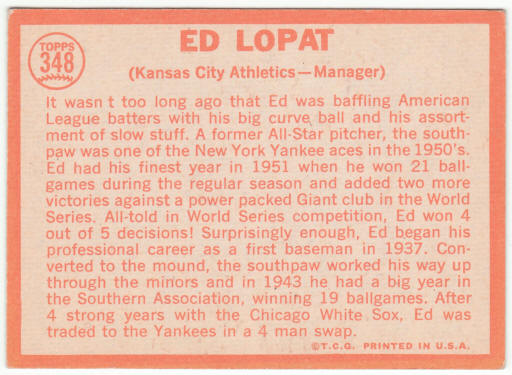 TOPPS
348
ED LOPAT
(Kansas City Athletics—Manager)
It wasn t too long ago that Ed was baffling American
League batters with his big curve ball and his assort-
ment of slow stuff. A former All-Star pitcher, the south-
paw was one of the New York Yankee aces in the 1950's.
Ed had his finest year in 1951 when he won 21 ball-
games during the regular season and added two more
victories against a power packed Giant club in the World
Series. All-told in World Series competition, Ed won 4
out of 5 decisions! Surprisingly enough, Ed began his
professional career as a first baseman in 1937. Con-
verted to the mound, the southpaw worked his way up
through the minors and in 1943 he had a big year in
the Southern Association, winning 19 ballgames. After
4 strong years with the Chicago White Sox, Ed was
traded to the Yankees in a 4 man swap.
©T.C.G. PRINTED IN U.S.A.